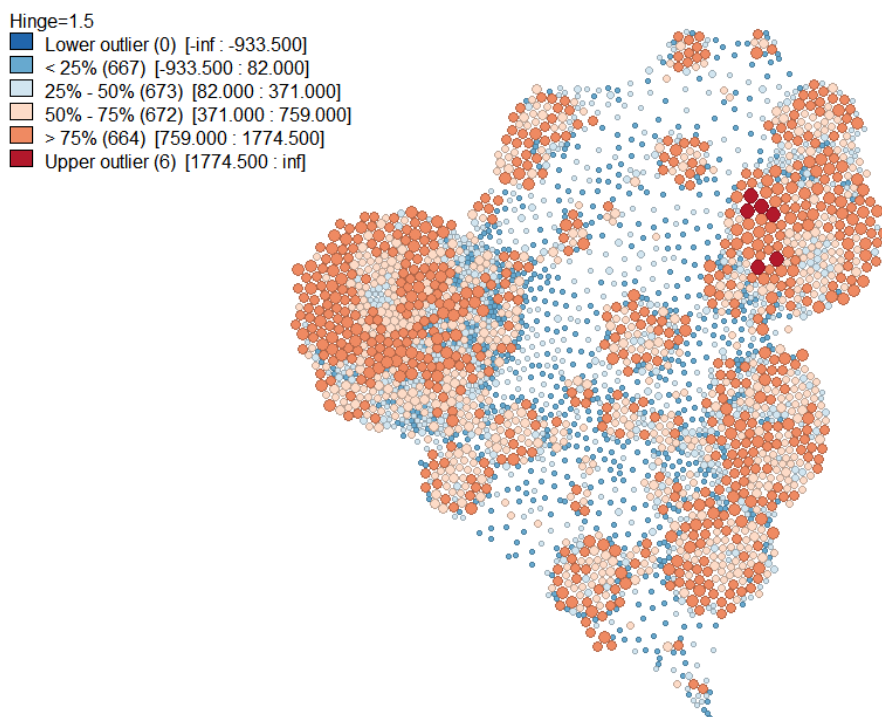 Hinge=1.5
Lower outlier (0) [-inf : -933.500]
< 25% (667) [-933.500 : 82.000]
25% - 50% (673) [82.000 : 371.000]
50% - 75% (672) [371.000 : 759.000]
> 75% (664) [759.000 : 1774.500]
Upper outlier (6) [1774.500 : inf]